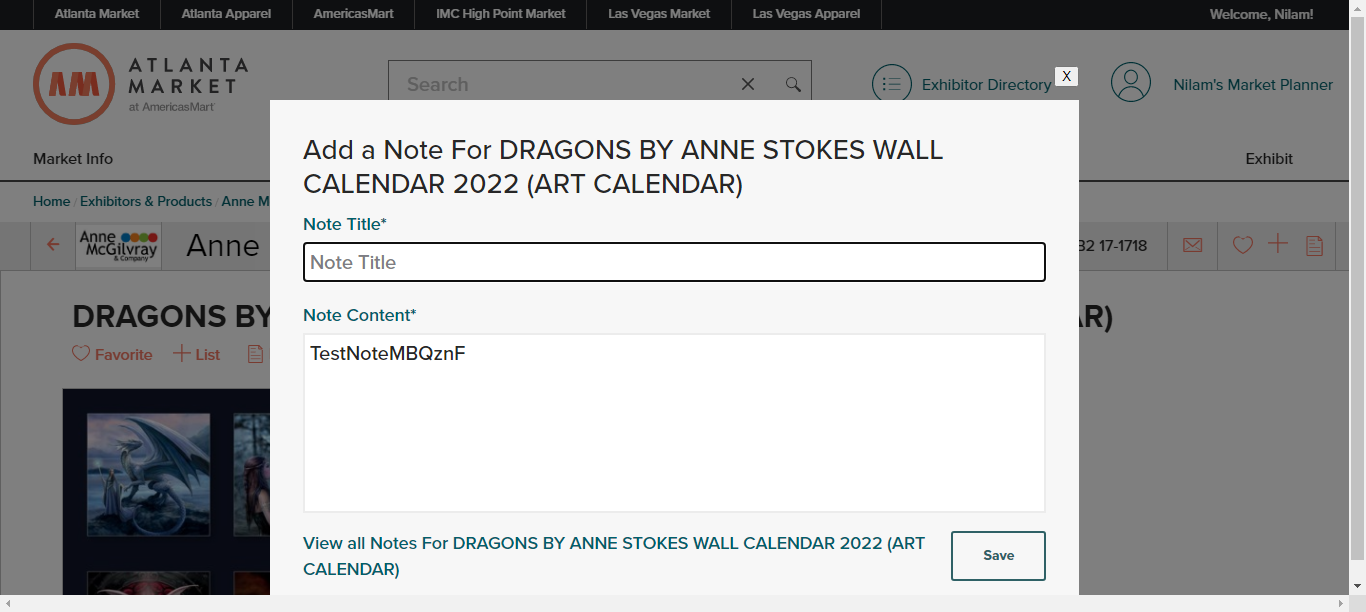 Atlanta Market
Atlanta Apparel
AmericasMart
IMC High Point Market
Las Vegas Market
Las Vegas Apparel
Welcome, Nilam!
AM
ATLANTA
MARKET
at AmericasMart
Search
Exhibitor Directory
X
Nilam's Market Planner
Market Info
Exhibit
Home / Exhibitors & Products / Anne M
Anne
McGilvray
& Company
Anne
82 17-1718
DRAGONS BY
AR)
Favorite
List
Add a Note For DRAGONS BY ANNE STOKES WALL
CALENDAR 2022 (ART CALENDAR)
Note Title*
Note Title
Note Content*
TestNoteMBQznF
View all Notes For DRAGONS BY ANNE STOKES WALL CALENDAR 2022 (ART
CALENDAR)
Save